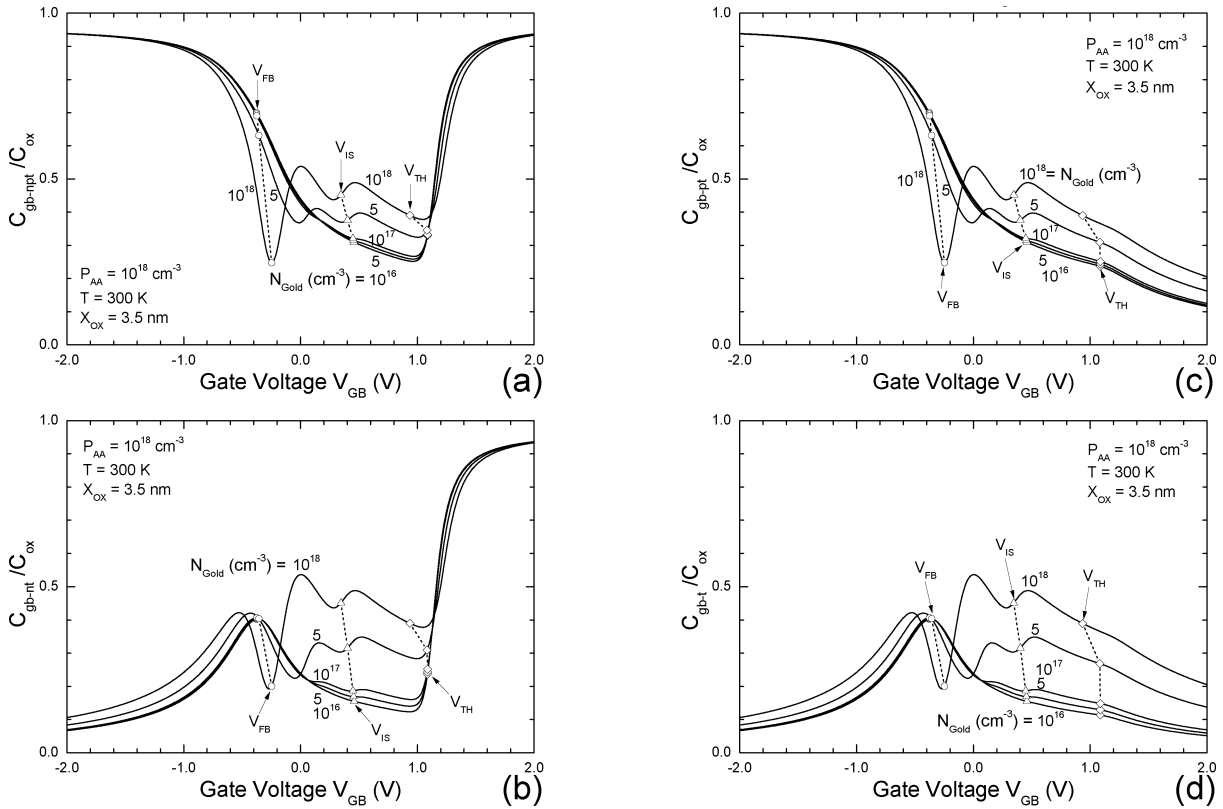 1.0
0.5
0.0
C_gb-npt /C_ox
V_FB
V_IS
V_TH
10^18
5
10^18
5
10^17
5
N_Gold (cm^-3) = 10^16
P_AA = 10^18 cm^-3
T = 300 K
X_OX = 3.5 nm
-2.0 -1.0 0.0 1.0 2.0
Gate Voltage V_GB (V)
(a)
1.0
0.5
0.0
C_gb-pt /C_ox
P_AA = 10^18 cm^-3
T = 300 K
X_OX = 3.5 nm
10^18
5
10^18 = N_Gold (cm^-3)
5
10^17
5
10^16
V_IS
V_FB
V_TH
-2.0 -1.0 0.0 1.0 2.0
Gate Voltage V_GB (V)
(c)
1.0
0.5
0.0
C_gb-nt /C_ox
P_AA = 10^18 cm^-3
T = 300 K
X_OX = 3.5 nm
N_Gold (cm^-3) = 10^18
5
10^17
5
10^16
V_FB
V_IS
V_TH
-2.0 -1.0 0.0 1.0 2.0
Gate Voltage V_GB (V)
(b)
1.0
0.5
0.0
C_gb-t /C_ox
P_AA = 10^18 cm^-3
T = 300 K
X_OX = 3.5 nm
V_IS
V_FB
V_TH
10^18
5
10^17
5
N_Gold (cm^-3) = 10^16
-2.0 -1.0 0.0 1.0 2.0
Gate Voltage V_GB (V)
(d)